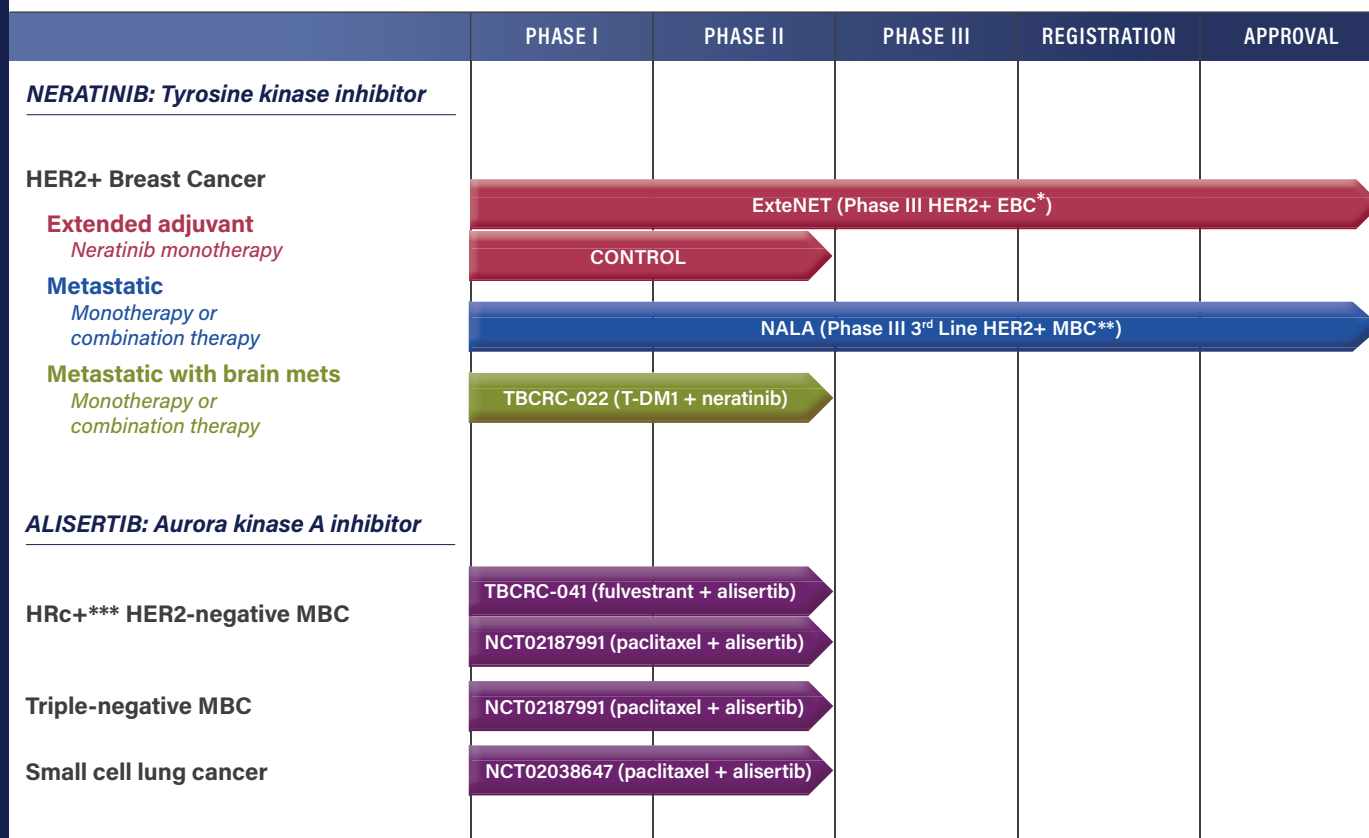 PHASE I PHASE II PHASE III REGISTRATION APPROVAL
NERATINIB: Tyrosine kinase inhibitor
HER2+ Breast Cancer
ExteNET (Phase III HER2+ EBC*)
Extended adjuvant
Neratinib monotherapy
CONTROL
Metastatic
Monotherapy or
combination therapy
NALA (Phase III 3rd Line HER2+ MBC**)
Metastatic with brain mets
Monotherapy or
combination therapy
TBCRC-022 (T-DM1 + neratinib)
ALISERTIB: Aurora kinase A inhibitor
HRc+*** HER2-negative MBC
TBCRC-041 (fulvestrant + alisertib)
NCT02187991 (paclitaxel + alisertib)
Triple-negative MBC
NCT02187991 (paclitaxel + alisertib)
Small cell lung cancer
NCT02038647 (paclitaxel + alisertib)